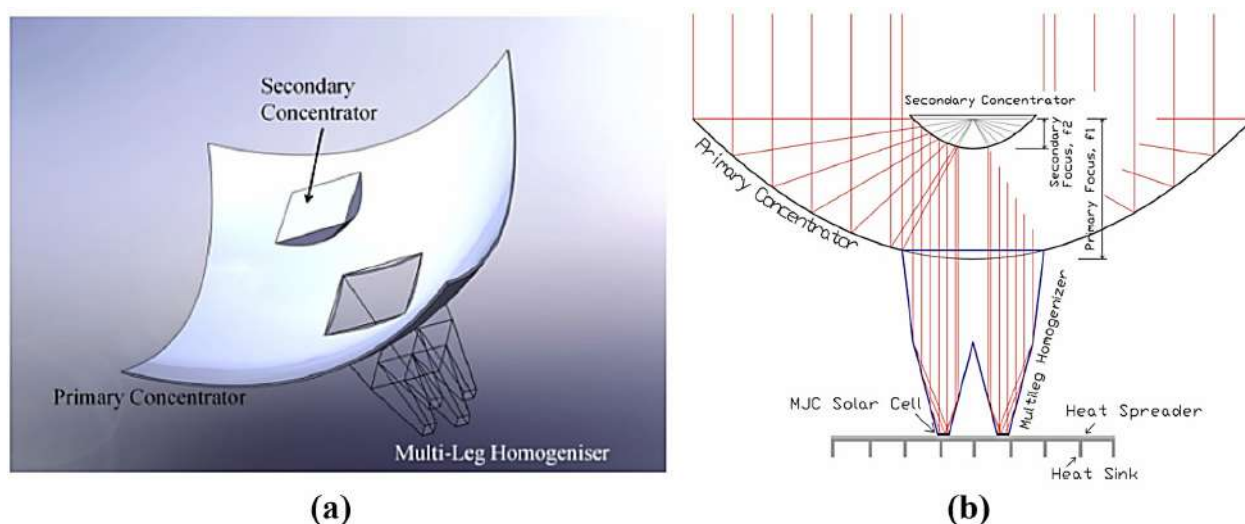 Secondary
Concentrator
Primary Concentrator
Multi-Leg Homogeniser
(a)
Secondary Concentrator
Secondary
Focus, f2
Primary Focus, f1
Primary Concentrator
Multileg Homogenizer
MJC Solar Cell
Heat Spreader
Heat Sink
(b)